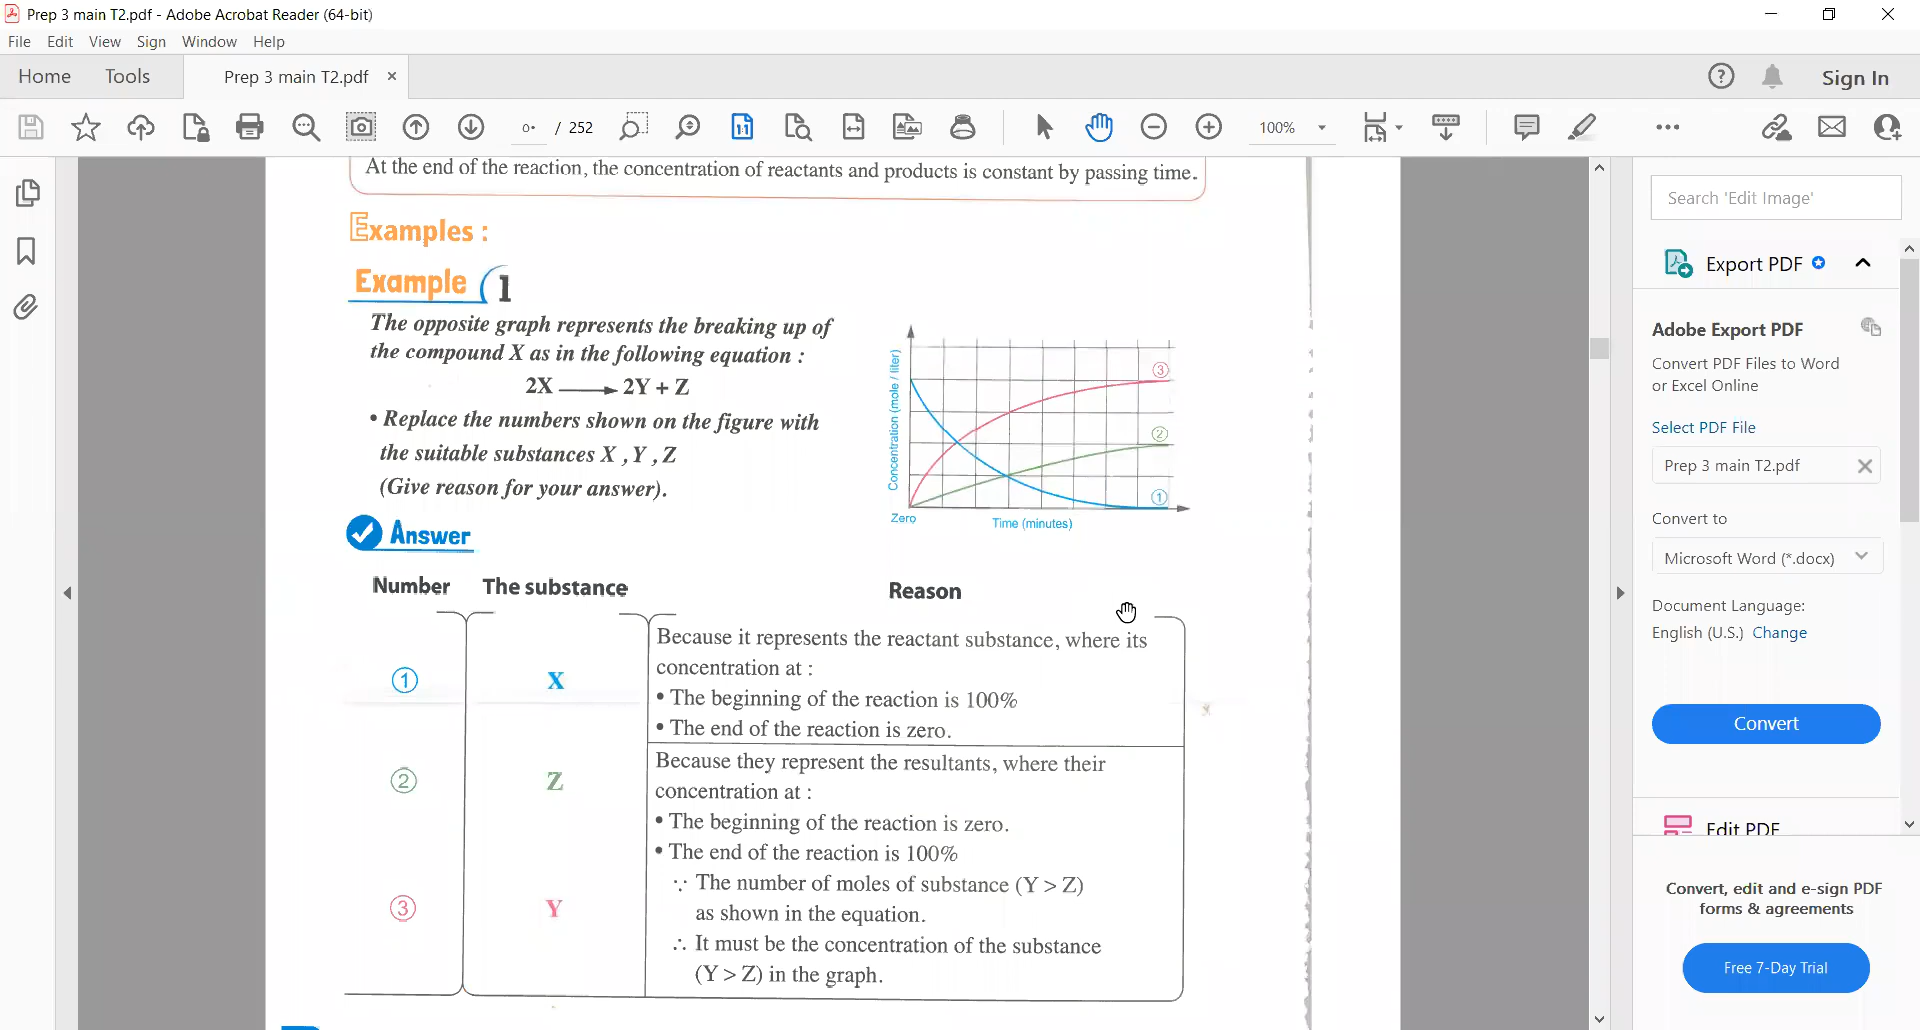 Prep 3 main T2.pdf - Adobe Acrobat Reader (64-bit)
File Edit View Sign Window Help
Home Tools Prep 3 main T2.pdf × Sign In
/ 252 1:1 100%
At the end of the reaction, the concentration of reactants and products is constant by passing time.
Examples :
Example 1
The opposite graph represents the breaking up of
the compound X as in the following equation :
2X ⟶ 2Y + Z
• Replace the numbers shown on the figure with
the suitable substances X , Y , Z
(Give reason for your answer).
Concentration (mole / liter)
③
②
①
Zero
Time (minutes)
Answer
Number The substance Reason
① X
Because it represents the reactant substance, where its
concentration at :
• The beginning of the reaction is 100%
• The end of the reaction is zero.
② Z
③ Y
Because they represent the resultants, where their
concentration at :
• The beginning of the reaction is zero.
• The end of the reaction is 100%
∵ The number of moles of substance (Y > Z)
as shown in the equation.
∴ It must be the concentration of the substance
(Y > Z) in the graph.
Search 'Edit Image'
Export PDF
Adobe Export PDF
Convert PDF Files to Word
or Excel Online
Select PDF File
Prep 3 main T2.pdf
Convert to
Microsoft Word (*.docx)
Document Language:
English (U.S.) Change
Convert
Edit PDF
Convert, edit and e-sign PDF
forms & agreements
Free 7-Day Trial